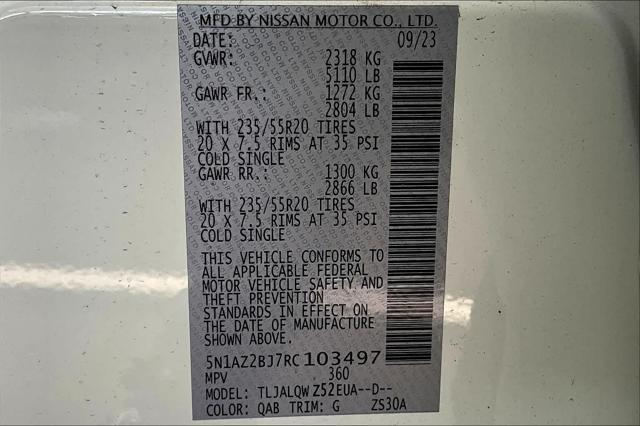 MFD BY NISSAN MOTOR CO., LTD.
DATE: 09/23
GVWR: 2318 KG
5110 LB
GAWR FR.: 1272 KG
2804 LB
WITH 235/55R20 TIRES
20 X 7.5 RIMS AT 35 PSI
COLD SINGLE
GAWR RR.: 1300 KG
2866 LB
WITH 235/55R20 TIRES
20 X 7.5 RIMS AT 35 PSI
COLD SINGLE
THIS VEHICLE CONFORMS TO
ALL APPLICABLE FEDERAL
MOTOR VEHICLE SAFETY AND
THEFT PREVENTION
STANDARDS IN EFFECT ON
THE DATE OF MANUFACTURE
SHOWN ABOVE.
5N1AZ2BJ7RC103497
MPV 360
MODEL: TLJALQW Z52EUA--D--
COLOR: QAB TRIM: G ZS30A